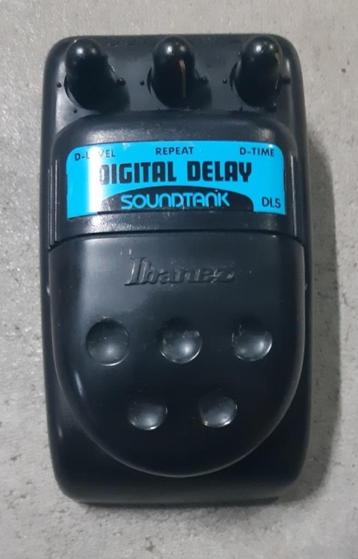 D-LEVEL REPEAT D-TIME
DIGITAL DELAY
SOUNDTANK DL5
Ibanez